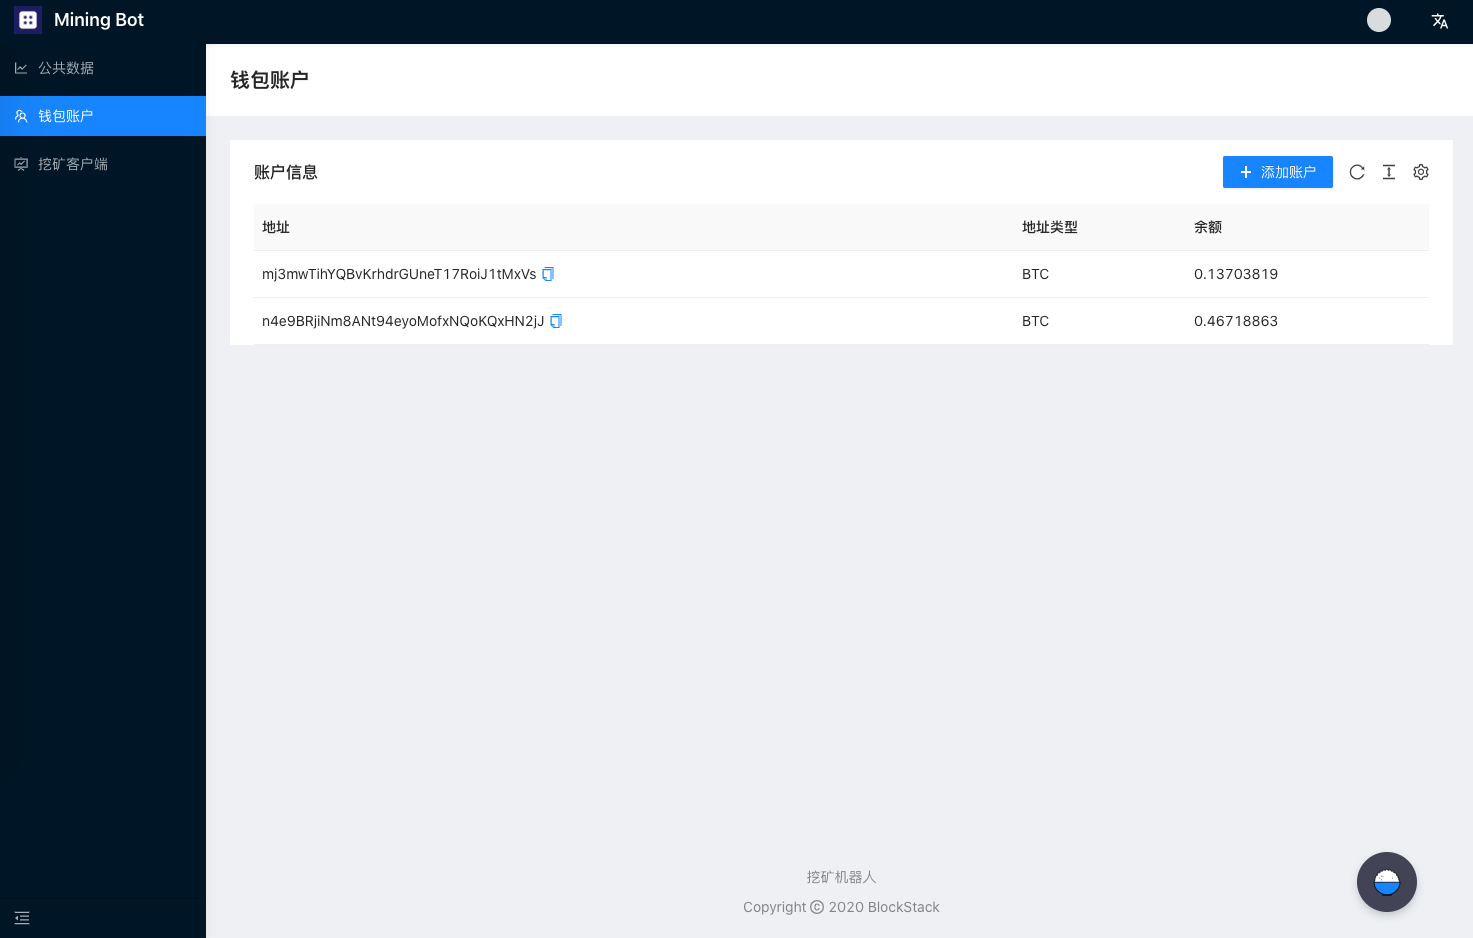 Mining Bot
公共数据
钱包账户
挖矿客户端
钱包账户
账户信息
添加账户
地址 地址类型 余额
mj3mwTihYQBvKrhdrGUneT17RoiJ1tMxVs BTC 0.13703819
n4e9BRjiNm8ANt94eyoMofxNQoKQxHN2jJ BTC 0.46718863
挖矿机器人
Copyright © 2020 BlockStack